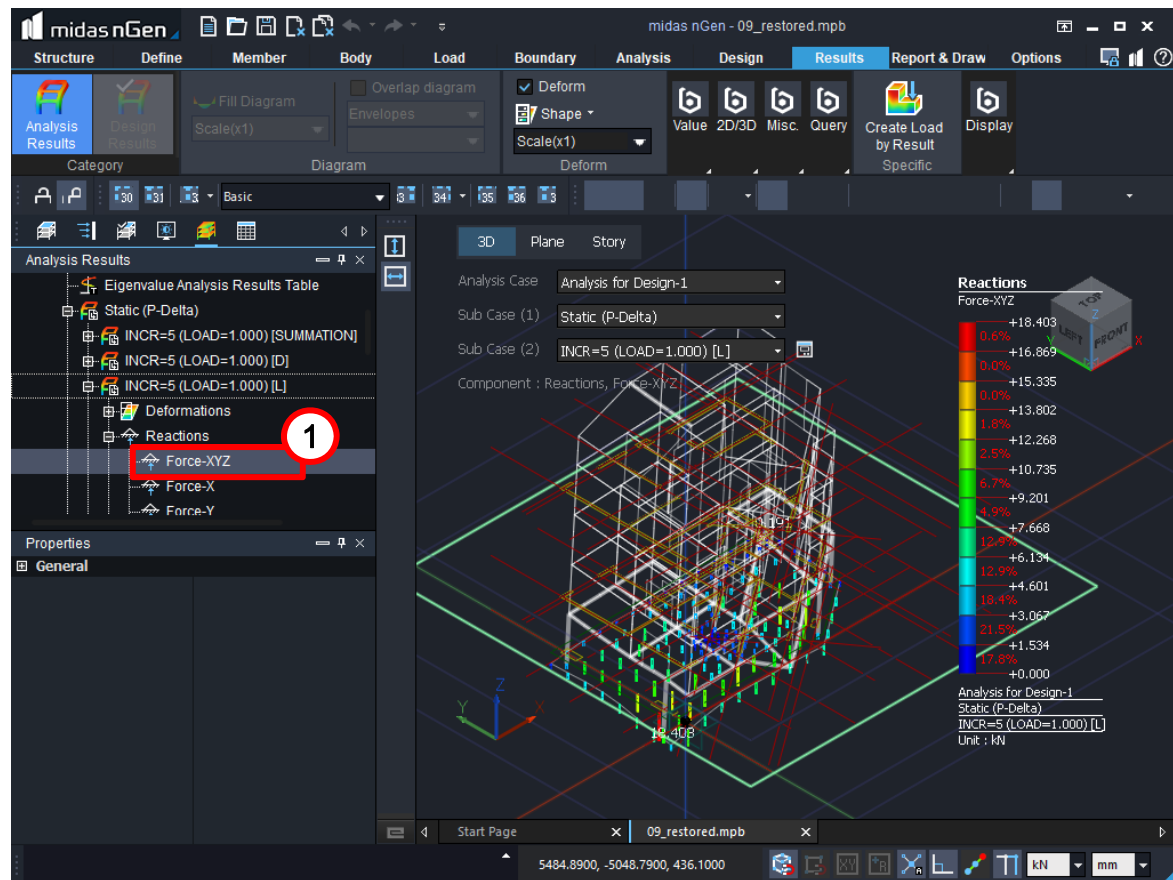 midas nGen
midas nGen - 09_restored.mpb
Structure Define Member Body Load Boundary Analysis Design Results Report & Draw Options
Analysis Results
Design Results
Category
Fill Diagram
Scale(x1)
Overlap diagram
Envelopes
Diagram
Deform
Shape
Scale(x1)
Deform
Value 2D/3D Misc. Query
Create Load by Result
Specific
Display
Basic
Analysis Results
Eigenvalue Analysis Results Table
Static (P-Delta)
INCR=5 (LOAD=1.000) [SUMMATION]
INCR=5 (LOAD=1.000) [D]
INCR=5 (LOAD=1.000) [L]
Deformations
Reactions
1
Force-XYZ
Force-X
Force-Y
Properties
General
3D Plane Story
Analysis Case Analysis for Design-1
Sub Case (1) Static (P-Delta)
Sub Case (2) INCR=5 (LOAD=1.000) [L]
Component : Reactions, Force-XYZ
Reactions
Force-XYZ
+18.403
0.6%
+16.869
0.0%
+15.335
0.0%
+13.802
1.8%
+12.268
2.5%
+10.735
6.7%
+9.201
4.9%
+7.668
12.9%
+6.134
12.9%
+4.601
18.4%
+3.067
21.5%
+1.534
17.8%
+0.000
Analysis for Design-1
Static (P-Delta)
INCR=5 (LOAD=1.000) [L]
Unit : kN
TOP
LEFT
FRONT
Z
X
Y
Z
Y
X
Start Page
09_restored.mpb
5484.8900, -5048.7900, 436.1000
kN
mm